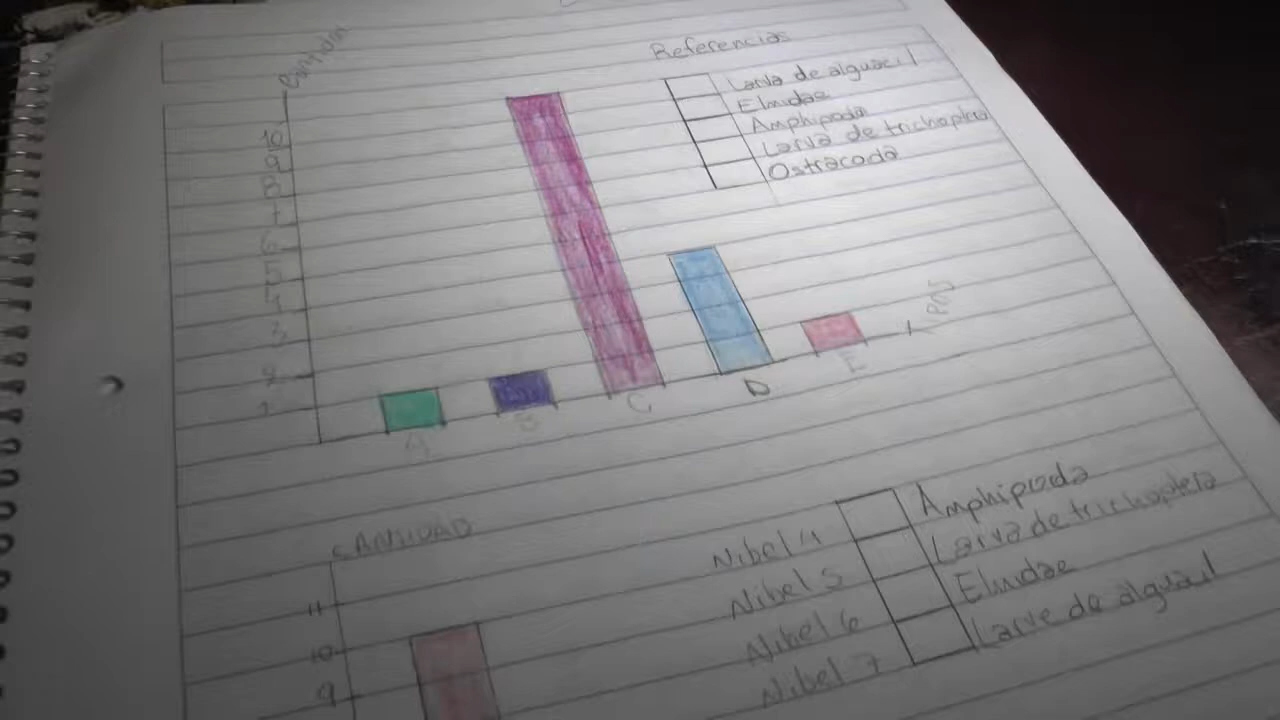 Cantidad
Referencias
Larva de alguacil
Elmidae
Amphipoda
Larva de trichoptera
Ostracoda
10
9
8
7
6
5
4
3
2
1
A B C D E
CANTIDAD
11
10
9
Nibel 4 Amphipoda
Nibel 5 Larva de trichoptera
Nibel 6 Elmidae
Nibel 7 Larve de alguacil